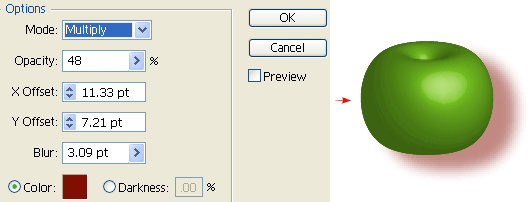 Options
Mode: Multiply
Opacity: 48 %
X Offset: 11.33 pt
Y Offset: 7.21 pt
Blur: 3.09 pt
Color: Darkness: 00 %
OK
Cancel
Preview